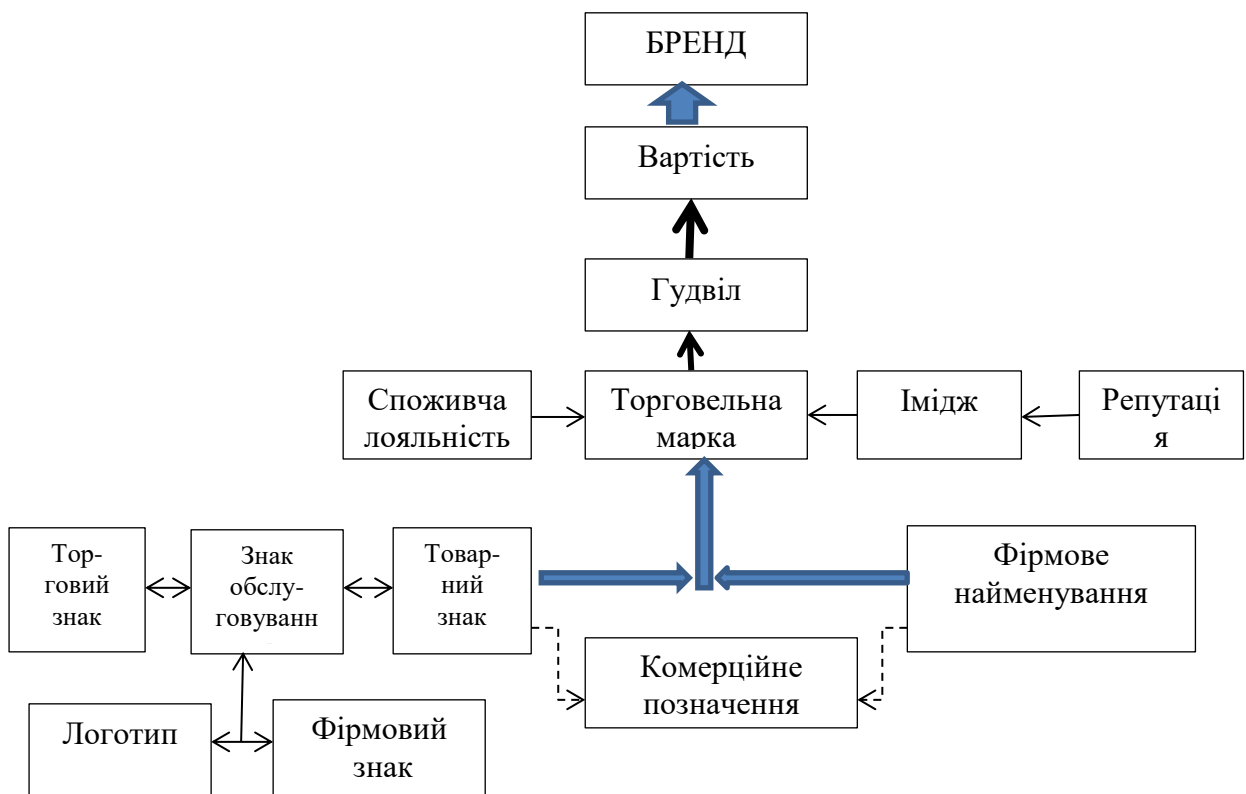 БРЕНД
Вартість
Гудвіл
Споживча
лояльність
Торговельна
марка
Імідж
Репутаці
я
Тор-
говий
знак
Знак
обслу-
говуванн
Товар-
ний
знак
Фірмове
найменування
Комерційне
позначення
Логотип
Фірмовий
знак